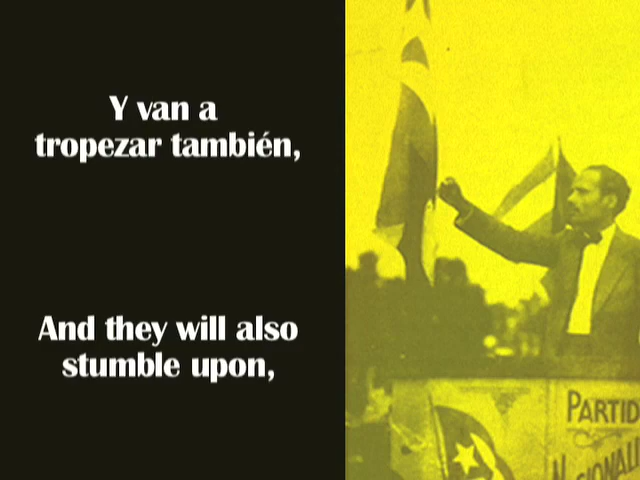 Y van a
tropezar también,
And they will also
stumble upon,
PARTID
NACIONALI